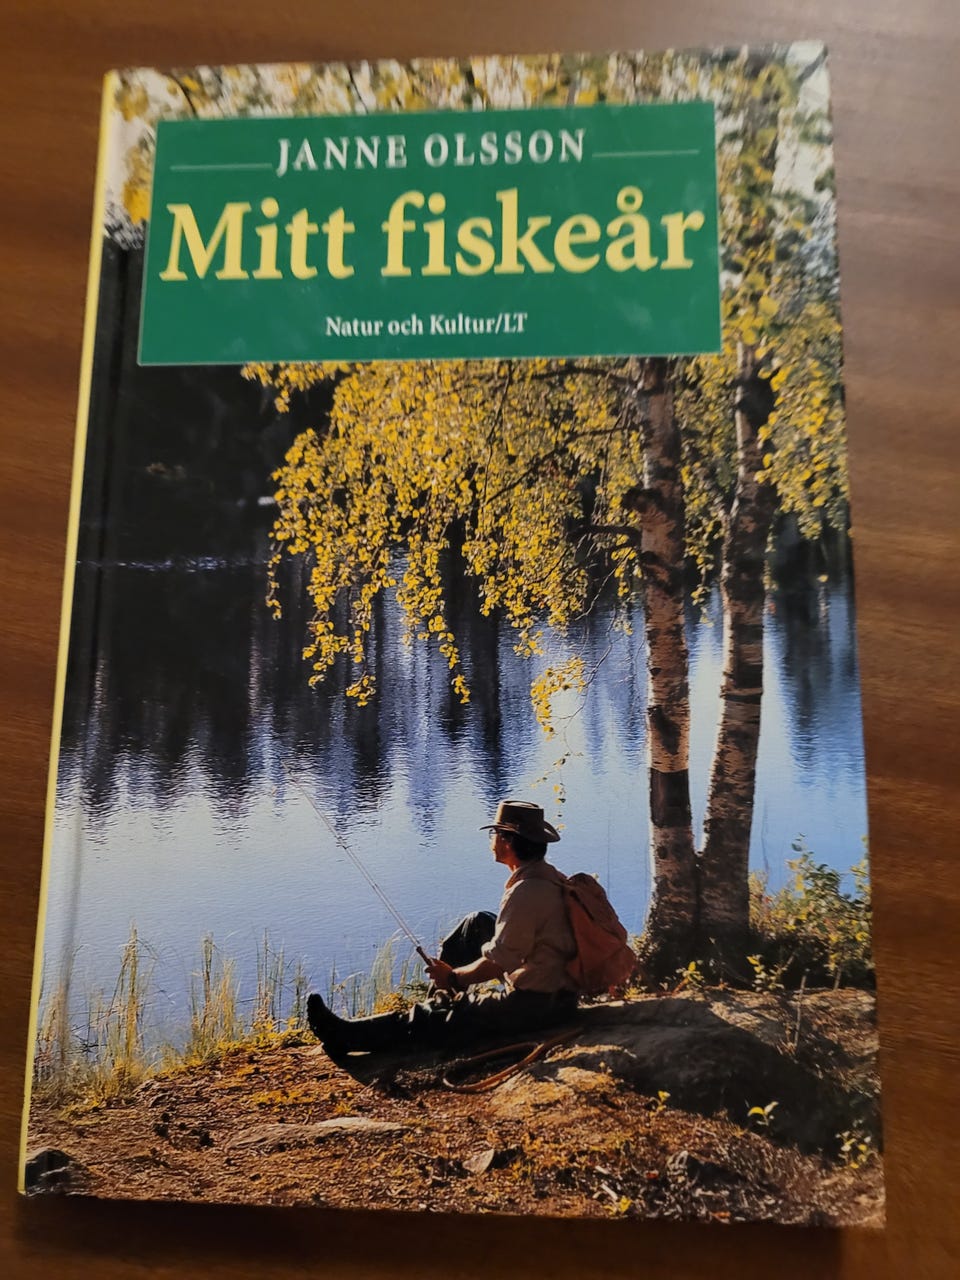 JANNE OLSSON
Mitt fiskeår
Natur och Kultur/LT